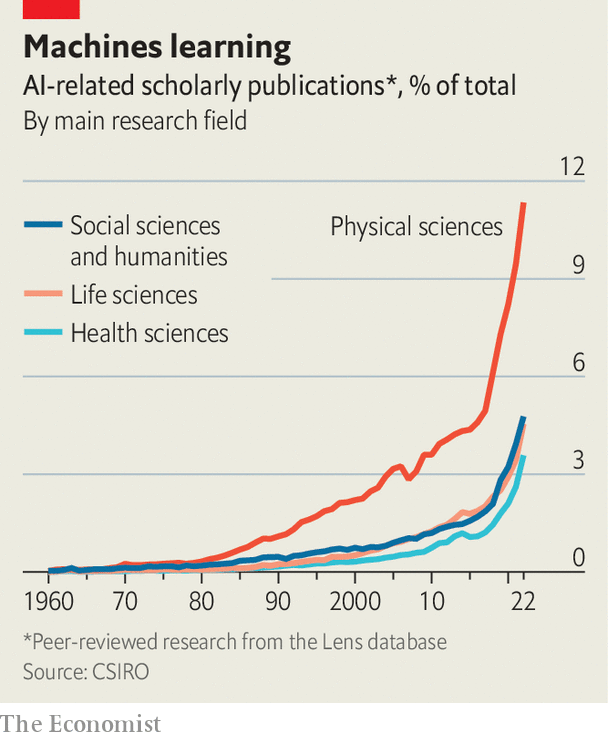 Machines learning
AI-related scholarly publications*, % of total
By main research field
12
Social sciences
and humanities
Physical sciences
9
Life sciences
Health sciences
6
3
0
1960 70 80 90 2000 10 22
*Peer-reviewed research from the Lens database
Source: CSIRO
The Economist